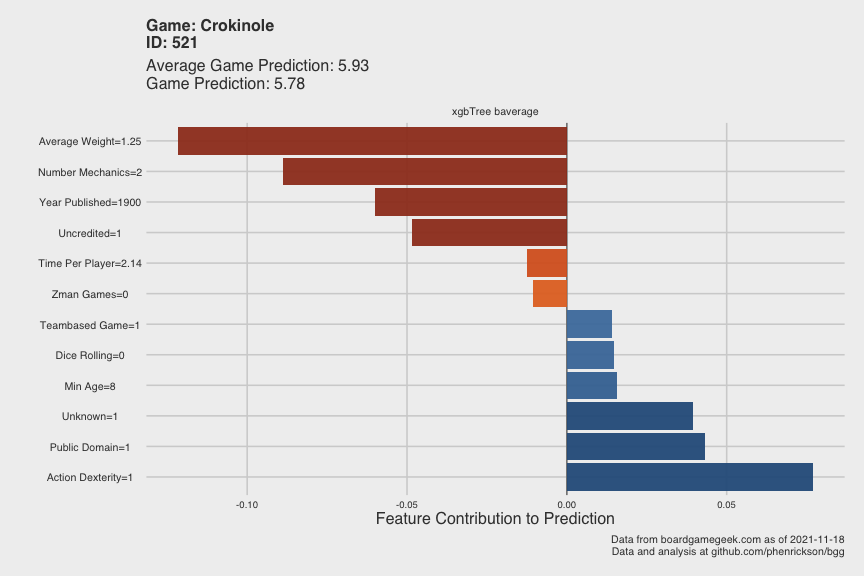 Game: Crokinole
ID: 521
Average Game Prediction: 5.93
Game Prediction: 5.78
xgbTree baverage
Average Weight=1.25
Number Mechanics=2
Year Published=1900
Uncredited=1
Time Per Player=2.14
Zman Games=0
Teambased Game=1
Dice Rolling=0
Min Age=8
Unknown=1
Public Domain=1
Action Dexterity=1
-0.10 -0.05 0.00 0.05
Feature Contribution to Prediction
Data from boardgamegeek.com as of 2021-11-18
Data and analysis at github.com/phenrickson/bgg